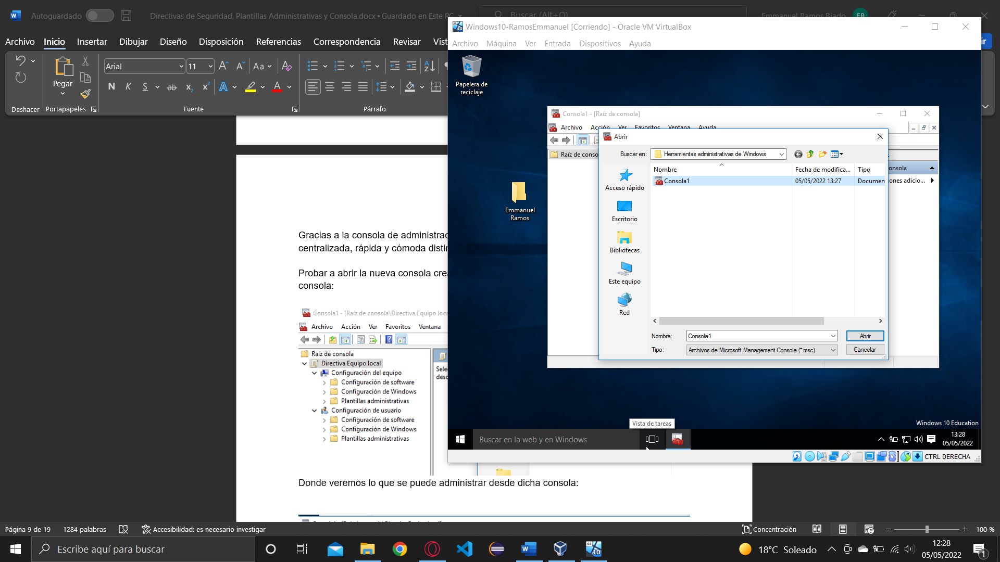 Autoguardado
Directivas de Seguridad, Plantillas Administrativas y Consola.docx • Guardado en Este PC
Buscar (Alt+Q)
Emmanuel Ramos Biado
ER
Archivo Inicio Insertar Dibujar Diseño Disposición Referencias Correspondencia Revisar Vist
ir
Arial
11
Aa
Pegar
N K S ab x₂ x² A A
Deshacer
Portapapeles
Fuente
Párrafo
Gracias a la consola de administrac
centralizada, rápida y cómoda distin
Probar a abrir la nueva consola crea
consola:
Consola1 - [Raíz de consola\Directiva Equipo loca
Archivo Acción Ver Favoritos Ventana
Raíz de consola
Directiva Equipo local
Configuración del equipo
Configuración de software
Configuración de Windows
Plantillas administrativas
Configuración de usuario
Configuración de software
Configuración de Windows
Plantillas administrativas
Selec
desc
Donde veremos lo que se puede administrar desde dicha consola:
Windows10-RamosEmmanuel [Corriendo] - Oracle VM VirtualBox
Archivo Máquina Ver Entrada Dispositivos Ayuda
Papelera de
reciclaje
Emmanuel
Ramos
Consola1 - [Raíz de consola]
Archivo Acción Ver Favoritos Ventana Ayuda
Raíz de conso
onsola
ones adicio...
Abrir
Buscar en:
Herramientas administrativas de Windows
Nombre
Fecha de modifica...
Tipo
Consola1
05/05/2022 13:27
Documen
Acceso rápido
Escritorio
Bibliotecas
Este equipo
Red
Nombre:
Consola1
Abrir
Tipo:
Archivos de Microsoft Management Console (*.msc)
Cancelar
Vista de tareas
Windows 10 Education
Buscar en la web y en Windows
13:28
05/05/2022
CTRL DERECHA
Página 9 de 19
1284 palabras
Accesibilidad: es necesario investigar
Concentración
100 %
Escribe aquí para buscar
18°C Soleado
12:28
05/05/2022
1